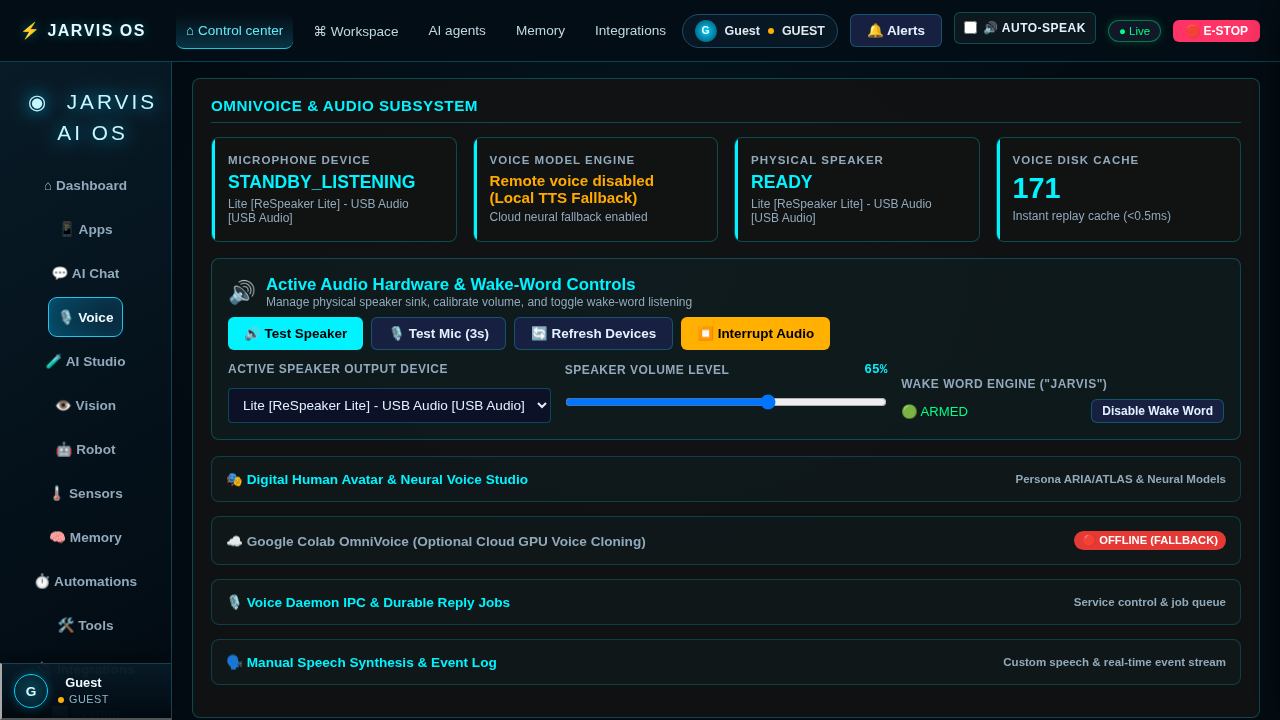 ⚡ JARVIS OS
⌂ Control center
⌘ Workspace
AI agents
Memory
Integrations
G Guest GUEST
🔔 Alerts
🔊 AUTO-SPEAK
● Live
🛑 E-STOP
◉ JARVIS
AI OS
⌂ Dashboard
📱 Apps
💬 AI Chat
🎙️ Voice
🧪 AI Studio
👁️ Vision
🤖 Robot
🌡️ Sensors
🧠 Memory
⏱️ Automations
🛠️ Tools
Integrations
G
Guest
GUEST
OMNIVOICE & AUDIO SUBSYSTEM
MICROPHONE DEVICE
STANDBY_LISTENING
Lite [ReSpeaker Lite] - USB Audio
[USB Audio]
VOICE MODEL ENGINE
Remote voice disabled
(Local TTS Fallback)
Cloud neural fallback enabled
PHYSICAL SPEAKER
READY
Lite [ReSpeaker Lite] - USB Audio
[USB Audio]
VOICE DISK CACHE
171
Instant replay cache (<0.5ms)
🔊 Active Audio Hardware & Wake-Word Controls
Manage physical speaker sink, calibrate volume, and toggle wake-word listening
🔊 Test Speaker
🎙️ Test Mic (3s)
🔄 Refresh Devices
⏹️ Interrupt Audio
ACTIVE SPEAKER OUTPUT DEVICE
Lite [ReSpeaker Lite] - USB Audio [USB Audio]
SPEAKER VOLUME LEVEL 65%
WAKE WORD ENGINE ("JARVIS")
🟢 ARMED
Disable Wake Word
🎭 Digital Human Avatar & Neural Voice Studio
Persona ARIA/ATLAS & Neural Models
☁️ Google Colab OmniVoice (Optional Cloud GPU Voice Cloning)
🔴 OFFLINE (FALLBACK)
🎙️ Voice Daemon IPC & Durable Reply Jobs
Service control & job queue
🗣️ Manual Speech Synthesis & Event Log
Custom speech & real-time event stream